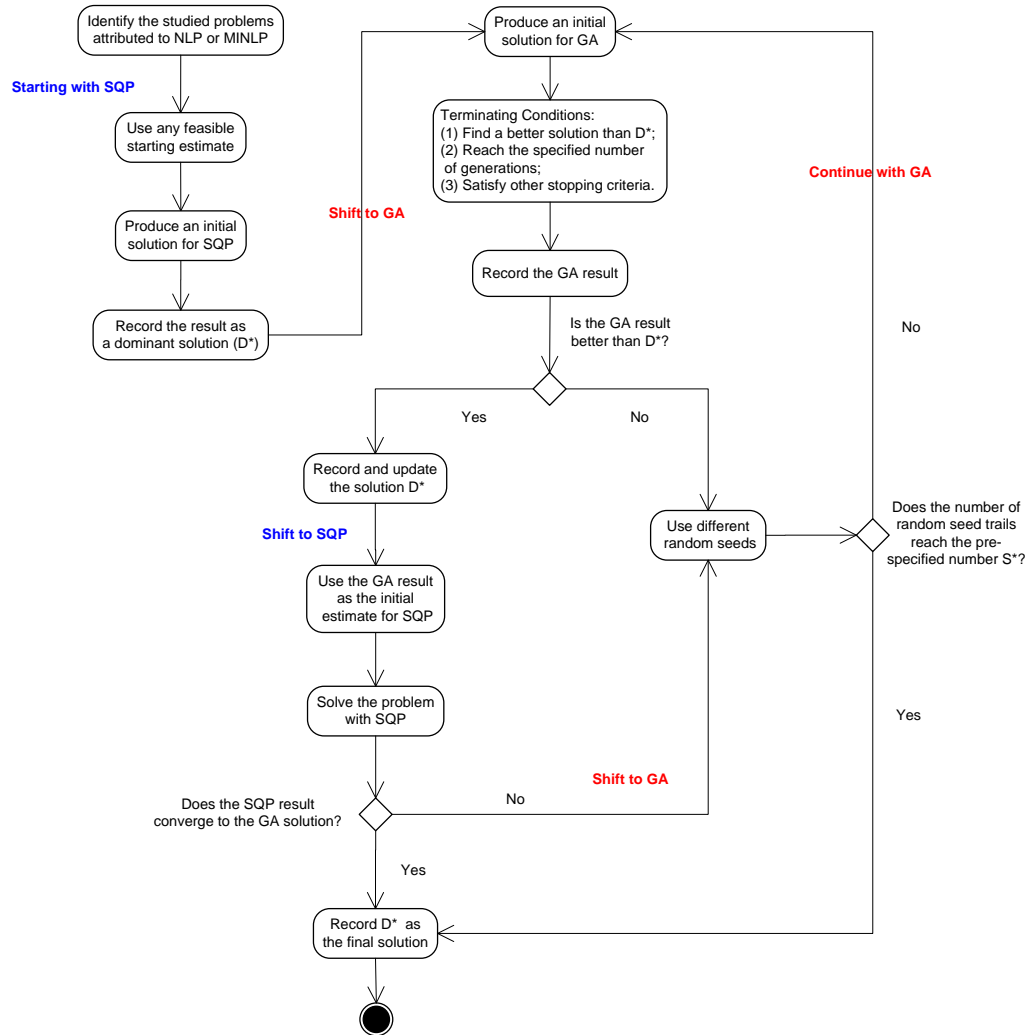 Identify the studied problems
attributed to NLP or MINLP
Starting with SQP
Use any feasible
starting estimate
Produce an initial
solution for SQP
Record the result as
a dominant solution (D*)
Shift to GA
Produce an initial
solution for GA
Terminating Conditions:
(1) Find a better solution than D*;
(2) Reach the specified number
of generations;
(3) Satisfy other stopping criteria.
Continue with GA
Record the GA result
Is the GA result
better than D*?
No
Yes
No
Record and update
the solution D*
Shift to SQP
Use different
random seeds
Does the number of
random seed trails
reach the pre-
specified number S*?
Use the GA result
as the initial
estimate for SQP
Solve the problem
with SQP
Yes
Shift to GA
Does the SQP result
converge to the GA solution?
No
Yes
Record D* as
the final solution